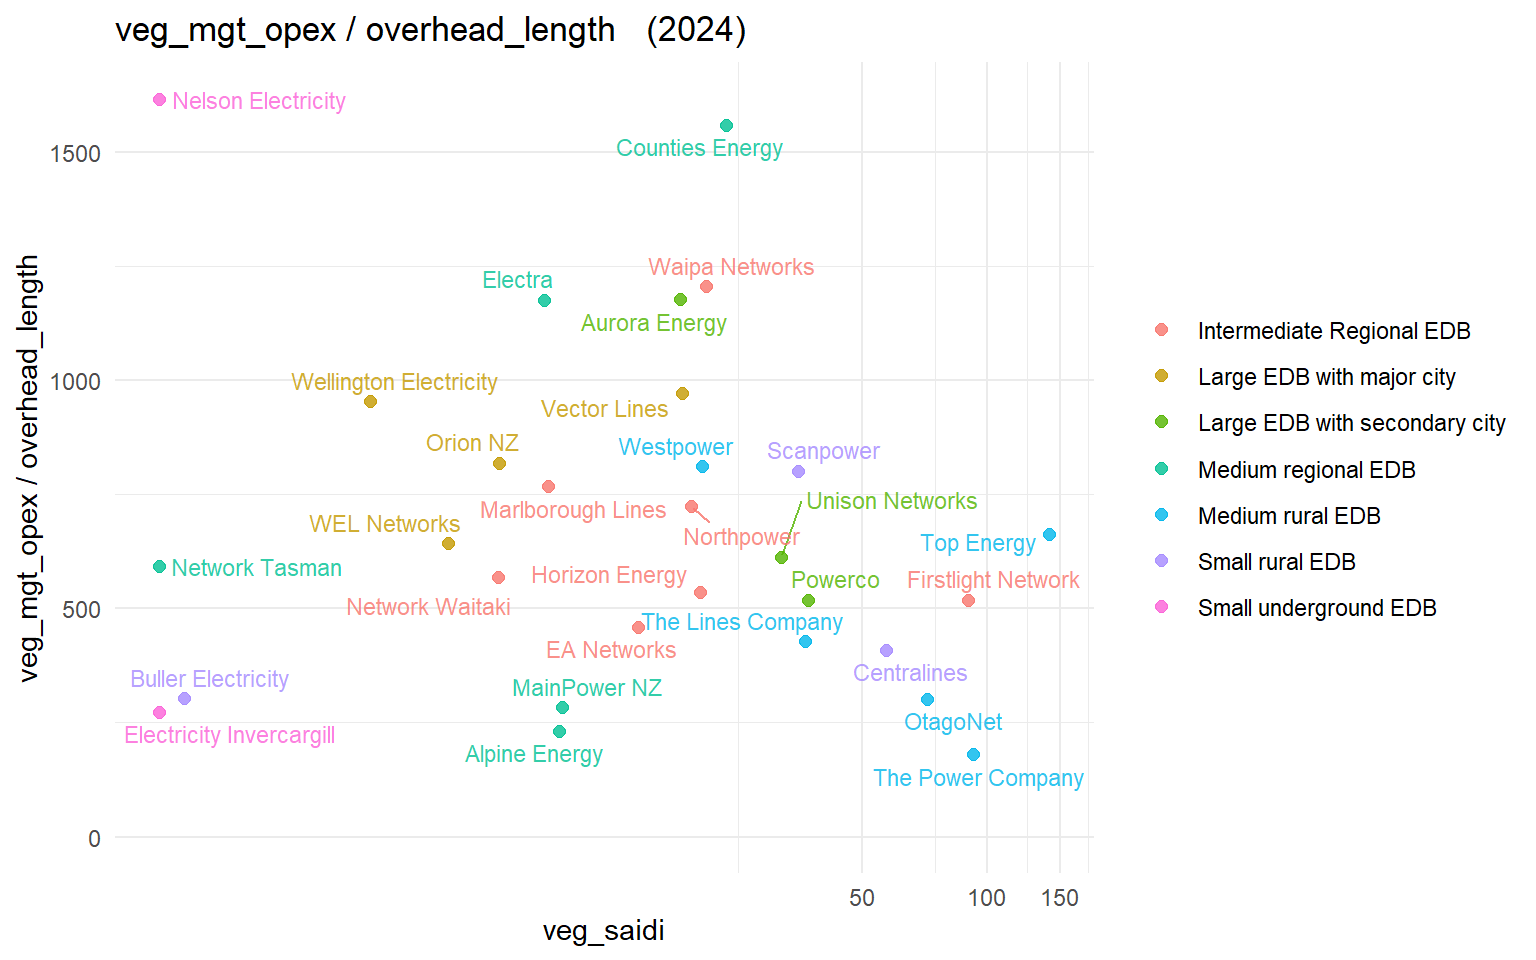 veg_mgt_opex / overhead_length (2024)
veg_mgt_opex / overhead_length
1500
1000
500
0
Nelson Electricity
Counties Energy
Waipa Networks
Electra
Aurora Energy
Wellington Electricity
Vector Lines
Orion NZ
Westpower
Scanpower
Unison Networks
Marlborough Lines
WEL Networks
Northpower
Top Energy
Network Tasman
Horizon Energy
Powerco
Firstlight Network
Network Waitaki
The Lines Company
EA Networks
Centralines
Buller Electricity
MainPower NZ
OtagoNet
Electricity Invercargill
Alpine Energy
The Power Company
50
100
150
veg_saidi
Intermediate Regional EDB
Large EDB with major city
Large EDB with secondary city
Medium regional EDB
Medium rural EDB
Small rural EDB
Small underground EDB